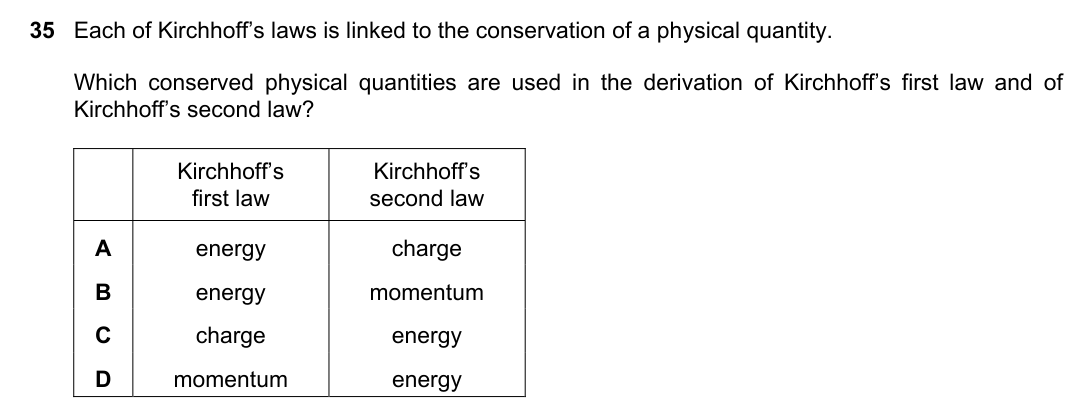 35 Each of Kirchhoff’s laws is linked to the conservation of a physical quantity.
Which conserved physical quantities are used in the derivation of Kirchhoff’s first law and of
Kirchhoff’s second law?
Kirchhoff’s Kirchhoff’s
first law second law
A energy charge
B energy momentum
C charge energy
D momentum energy